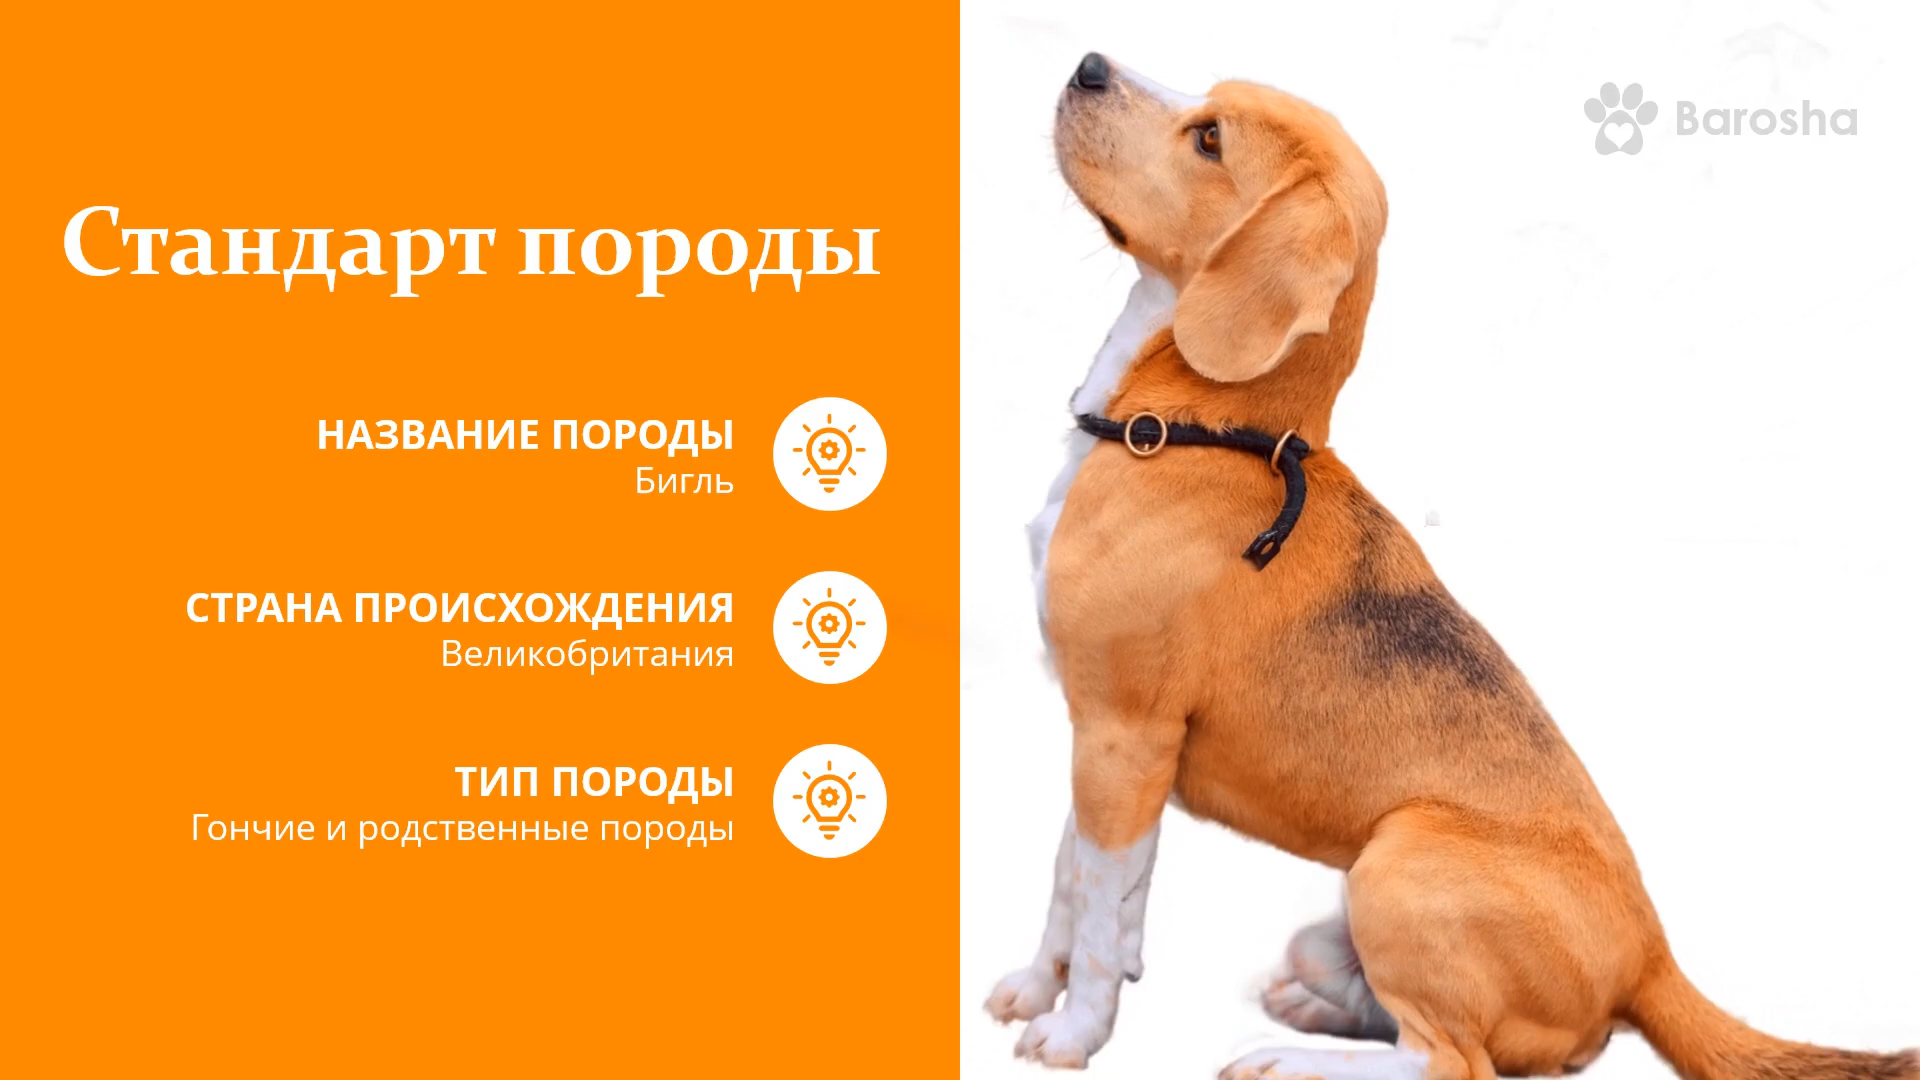 Стандарт породы
НАЗВАНИЕ ПОРОДЫ
Бигль
СТРАНА ПРОИСХОЖДЕНИЯ
Великобритания
ТИП ПОРОДЫ
Гончие и родственные породы
Barosha